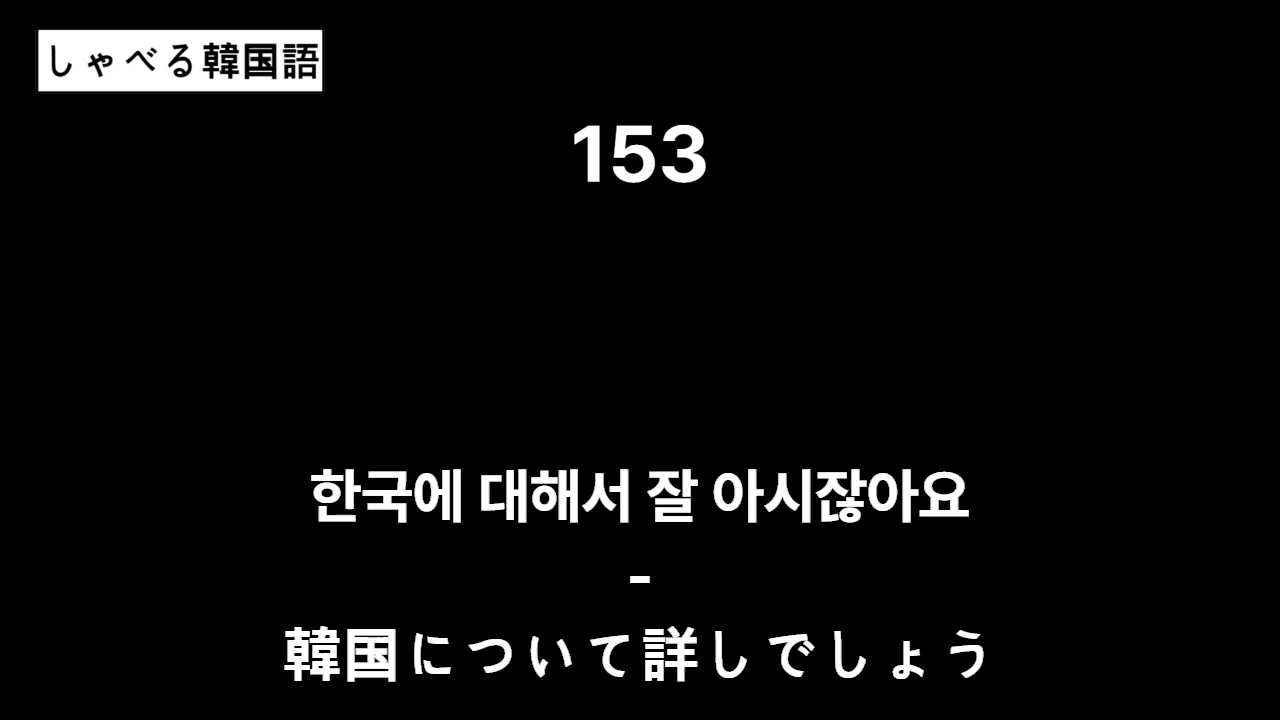 しゃべる韓国語
153
한국에 대해서 잘 아시잖아요
-
韓国について詳しでしょう